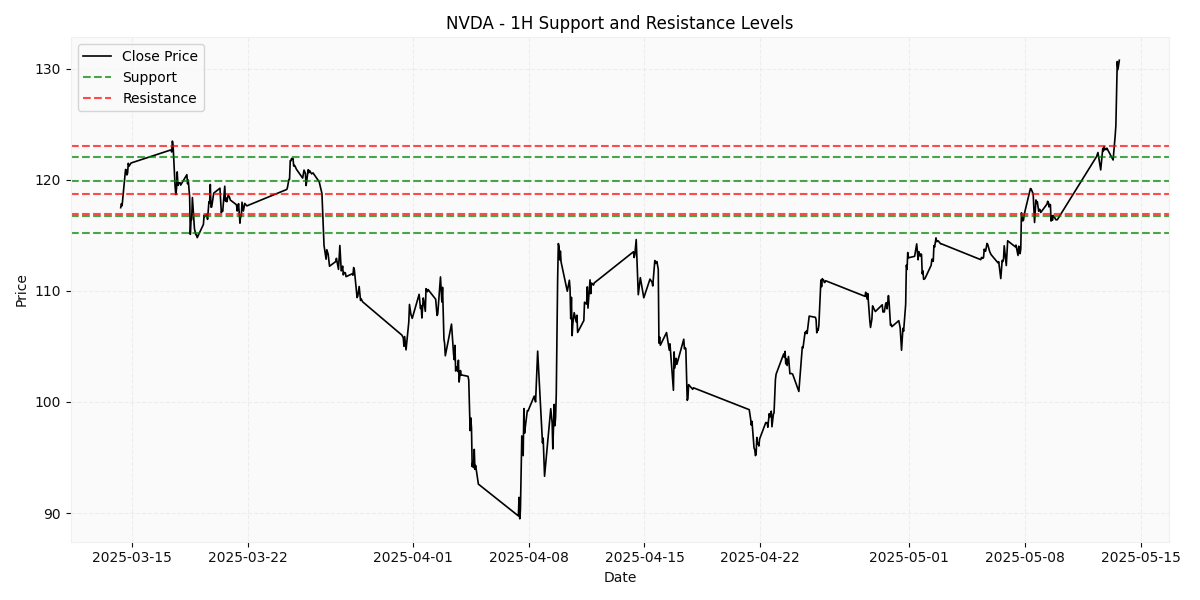 NVDA - 1H Support and Resistance Levels
Close Price
Support
Resistance
Price
130
120
110
100
90
2025-03-15
2025-03-22
2025-04-01
2025-04-08
2025-04-15
2025-04-22
2025-05-01
2025-05-08
2025-05-15
Date